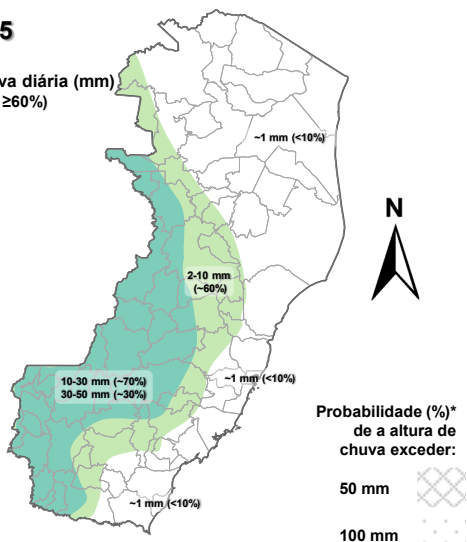 5
va diária (mm)
≥60%)
~1 mm (<10%)
N
2-10 mm
(~60%)
10-30 mm (~70%)
30-50 mm (~30%)
~1 mm (<10%)
Probabilidade (%)*
de a altura de
chuva exceder:
50 mm
~1 mm (<10%)
100 mm